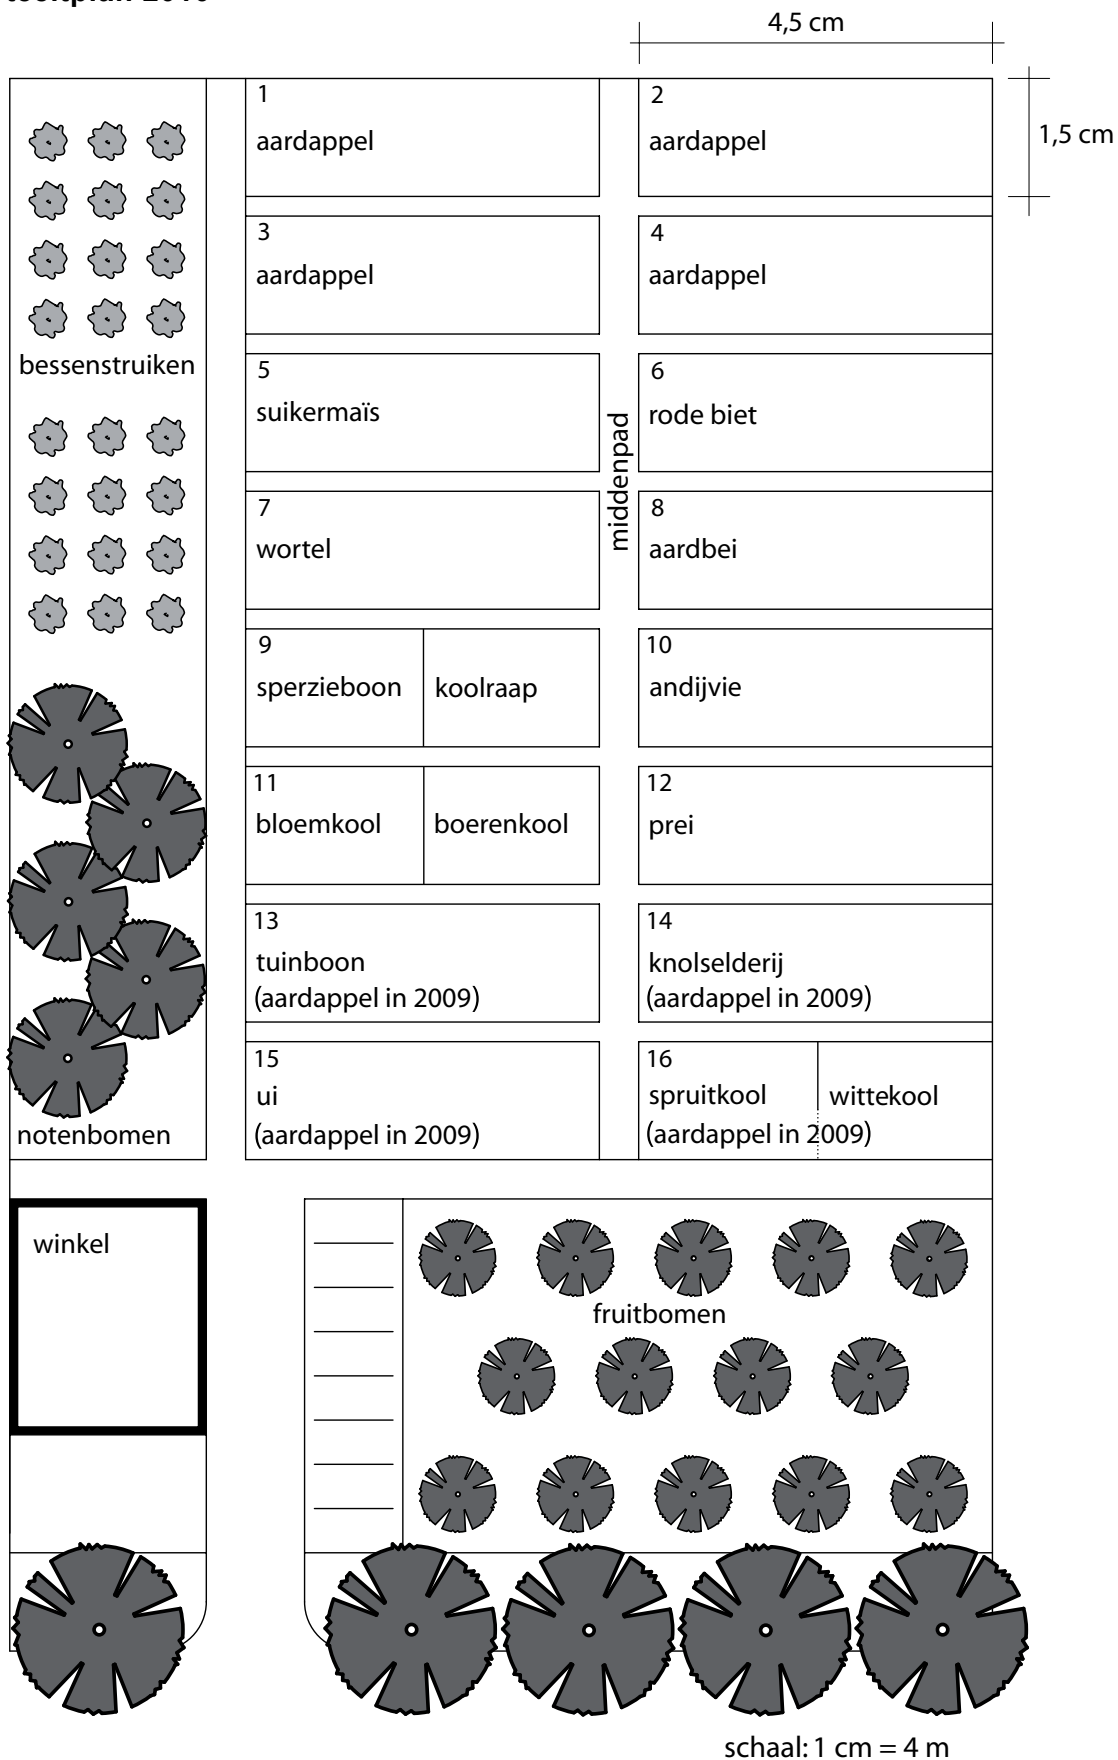 4,5 cm
1,5 cm
1
aardappel
2
aardappel
3
aardappel
4
aardappel
bessenstruiken
5
suikermaïs
6
rode biet
middenpad
7
wortel
8
aardbei
9
sperzieboon
koolraap
10
andijvie
11
bloemkool
boerenkool
12
prei
13
tuinboon
(aardappel in 2009)
14
knolselderij
(aardappel in 2009)
15
ui
(aardappel in 2009)
16
spruitkool
wittekool
(aardappel in 2009)
notenbomen
winkel
fruitbomen
schaal: 1 cm = 4 m